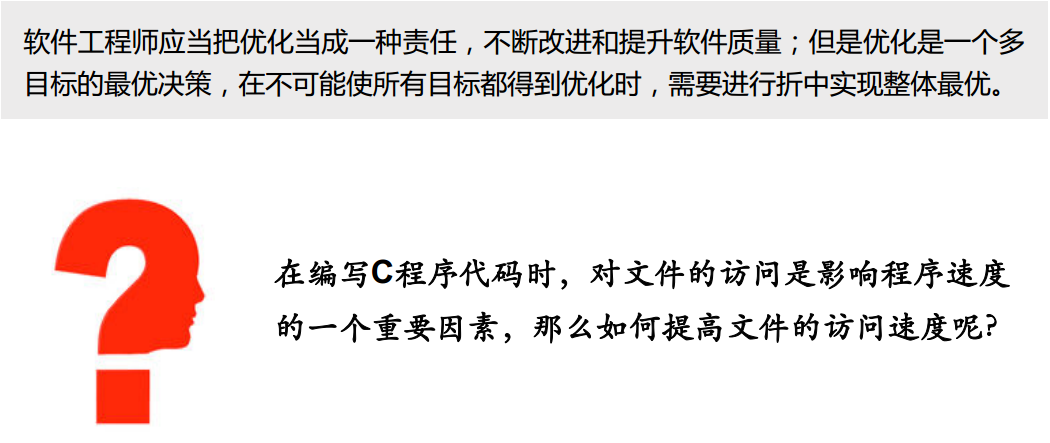 软件工程师应当把优化当成一种责任，不断改进和提升软件质量；但是优化是一个多
目标的最优决策，在不可能使所有目标都得到优化时，需要进行折中实现整体最优。
在编写C程序代码时，对文件的访问是影响程序速度
的一个重要因素，那么如何提高文件的访问速度呢?